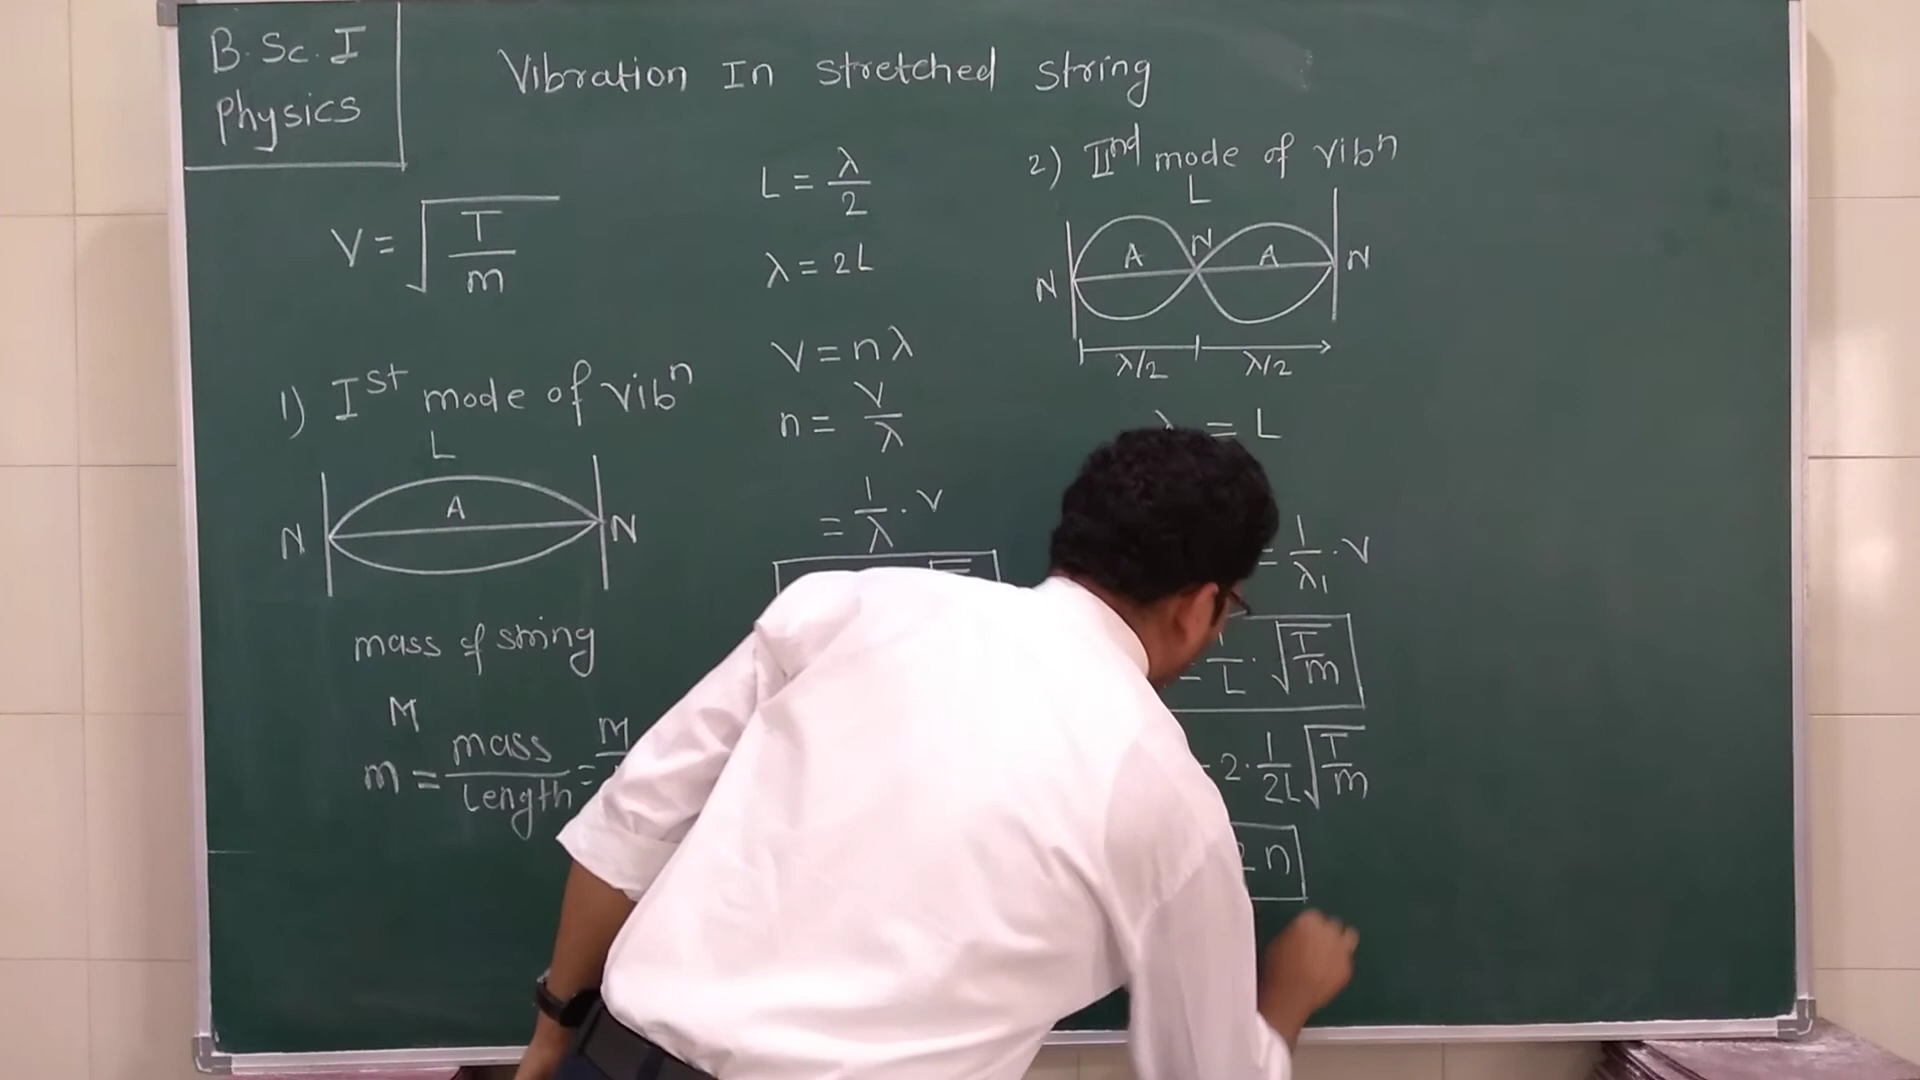 B.Sc. I
Physics
Vibration In stretched string
V = √(T/m)
1) Ist mode of vibn
L
N A N
mass of string
M
m = mass/Length = M
L = λ/2
λ = 2L
V = nλ
n = V/λ
= 1/λ . V
2) IInd mode of vibn
L
N A N A N
λ/2 λ/2
= L
= 1/λ1 . V
= 1/L . √(T/m)
2. 1/2L √(T/m)
n